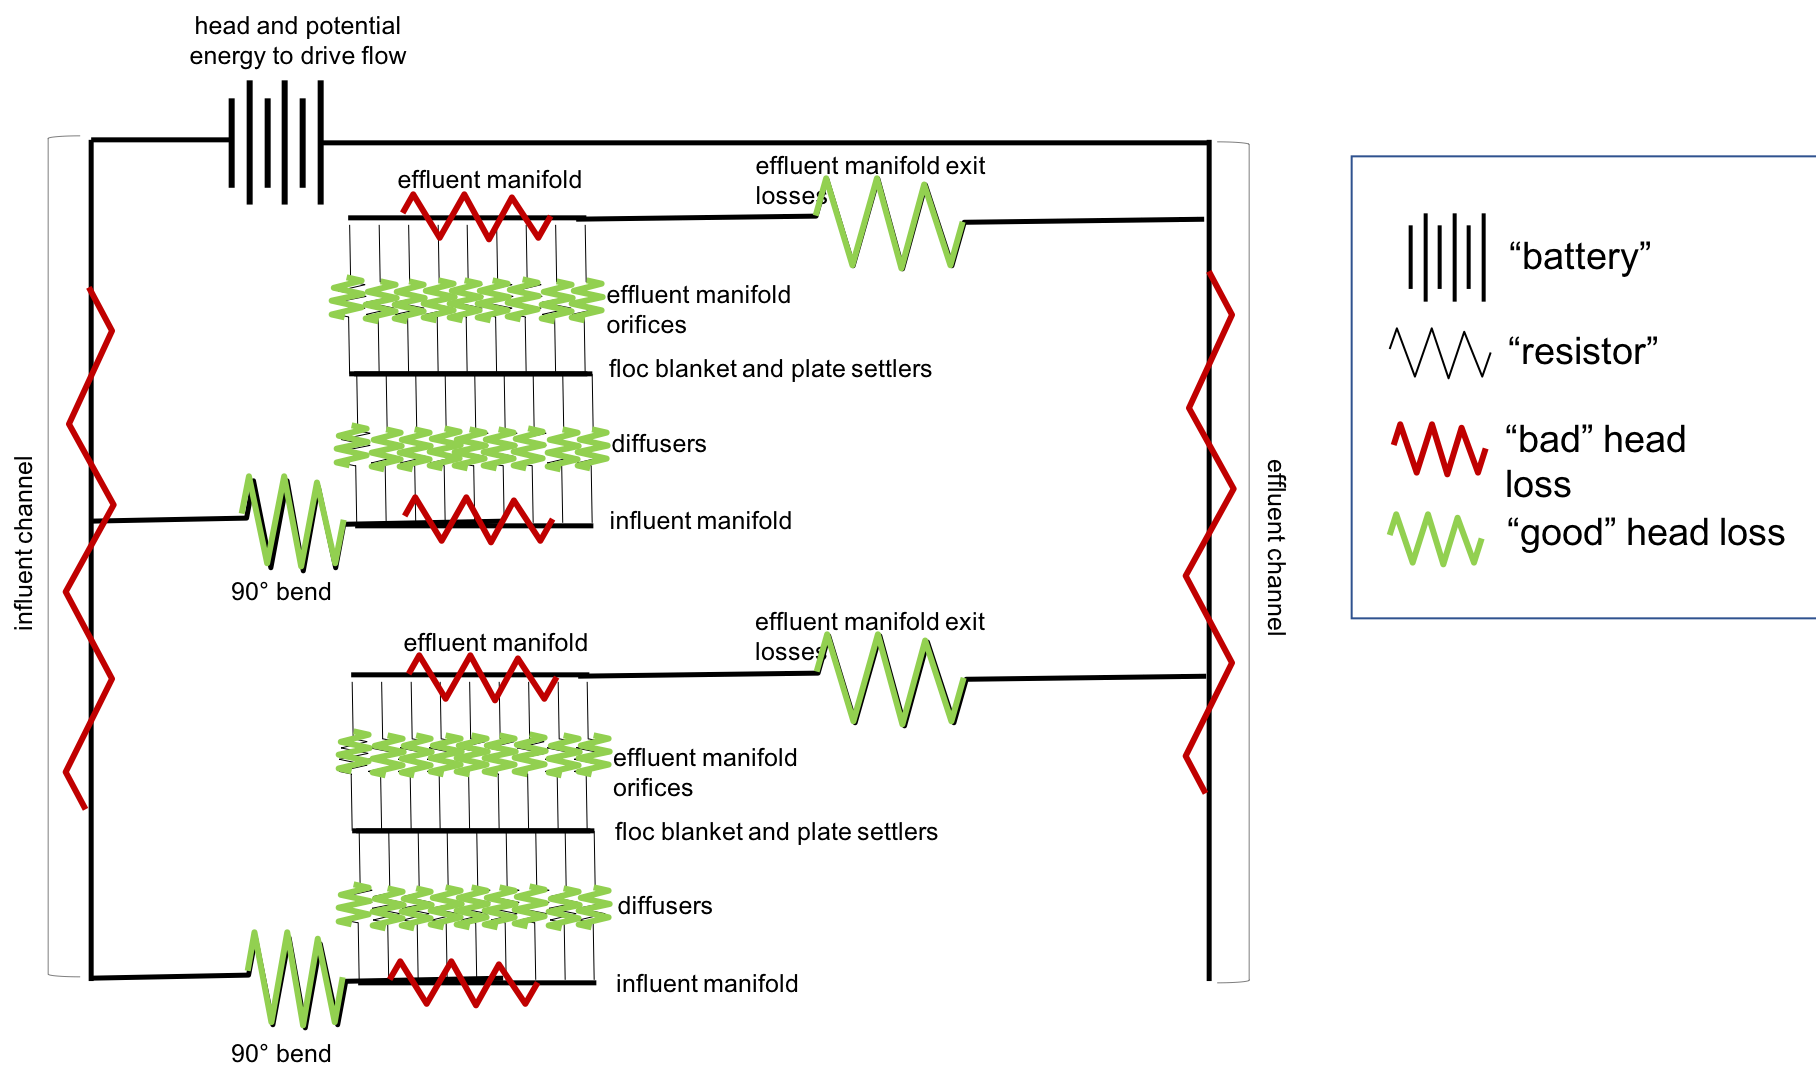 head and potential
energy to drive flow
effluent manifold
effluent manifold exit
losses
effluent manifold
orifices
floc blanket and plate settlers
diffusers
influent manifold
90° bend
influent channel
effluent manifold
effluent manifold exit
losses
effluent manifold
orifices
floc blanket and plate settlers
diffusers
influent manifold
90° bend
effluent channel
“battery”
“resistor”
“bad” head
loss
“good” head loss